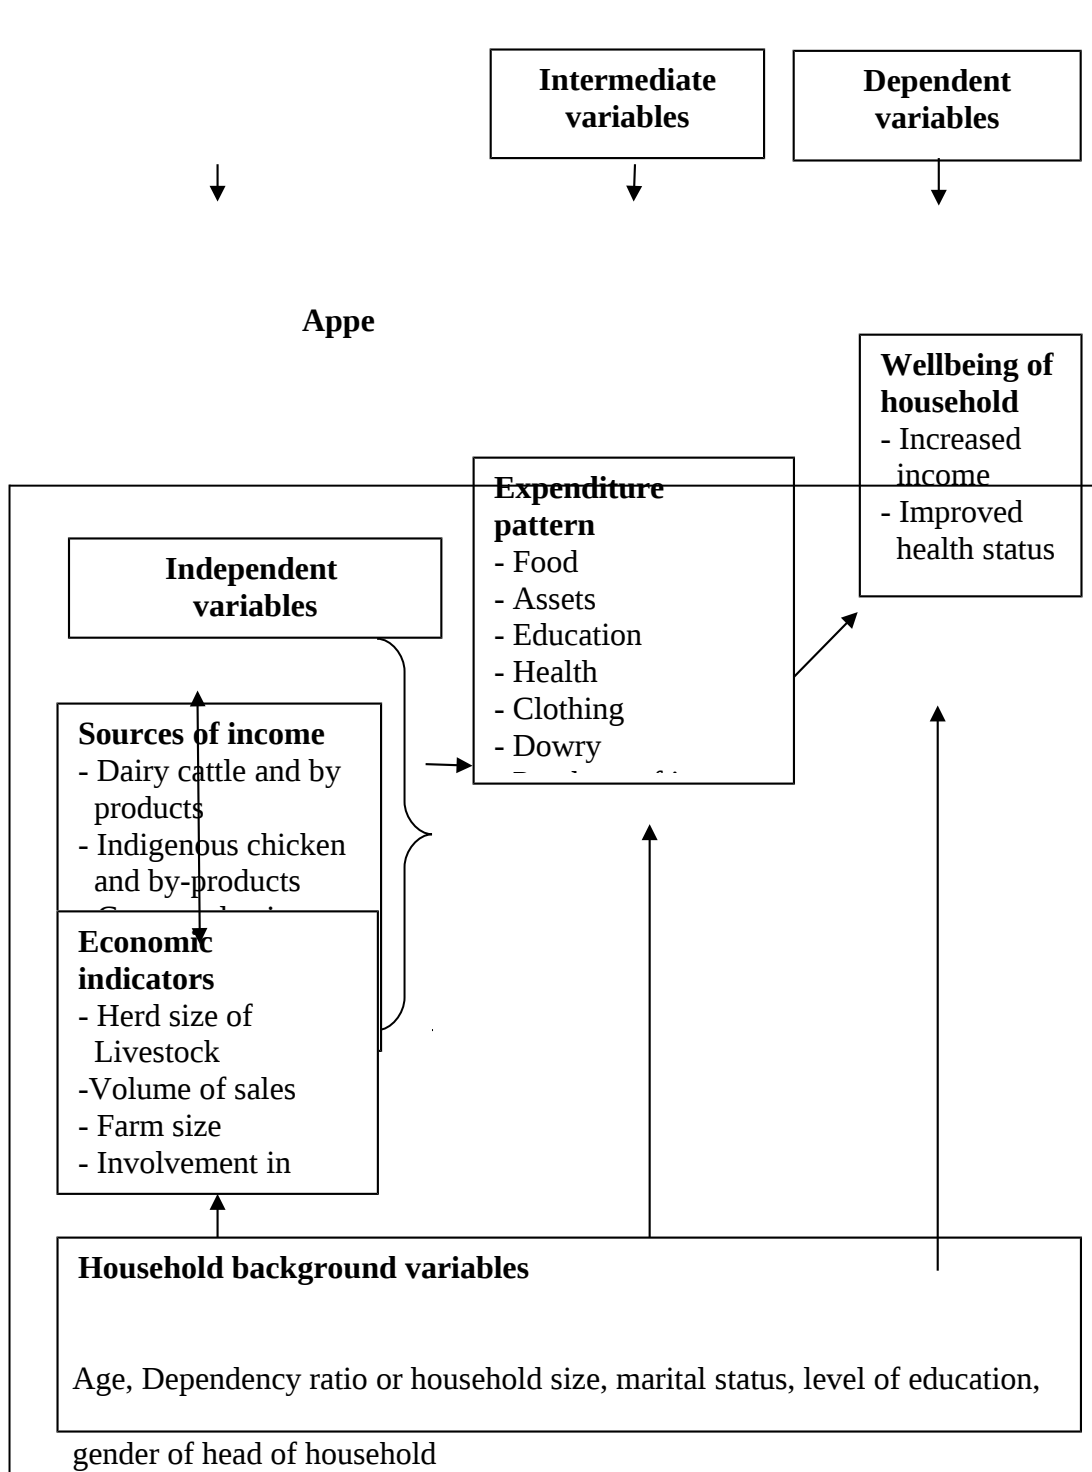 Intermediate
variables
Dependent
variables
Appe
Wellbeing of
household
- Increased
income
- Improved
health status
Expenditure
pattern
- Food
- Assets
- Education
- Health
- Clothing
- Dowry
Independent
variables
Sources of income
- Dairy cattle and by
products
- Indigenous chicken
and by-products
Economic
indicators
- Herd size of
Livestock
-Volume of sales
- Farm size
- Involvement in
Household background variables
Age, Dependency ratio or household size, marital status, level of education,
gender of head of household